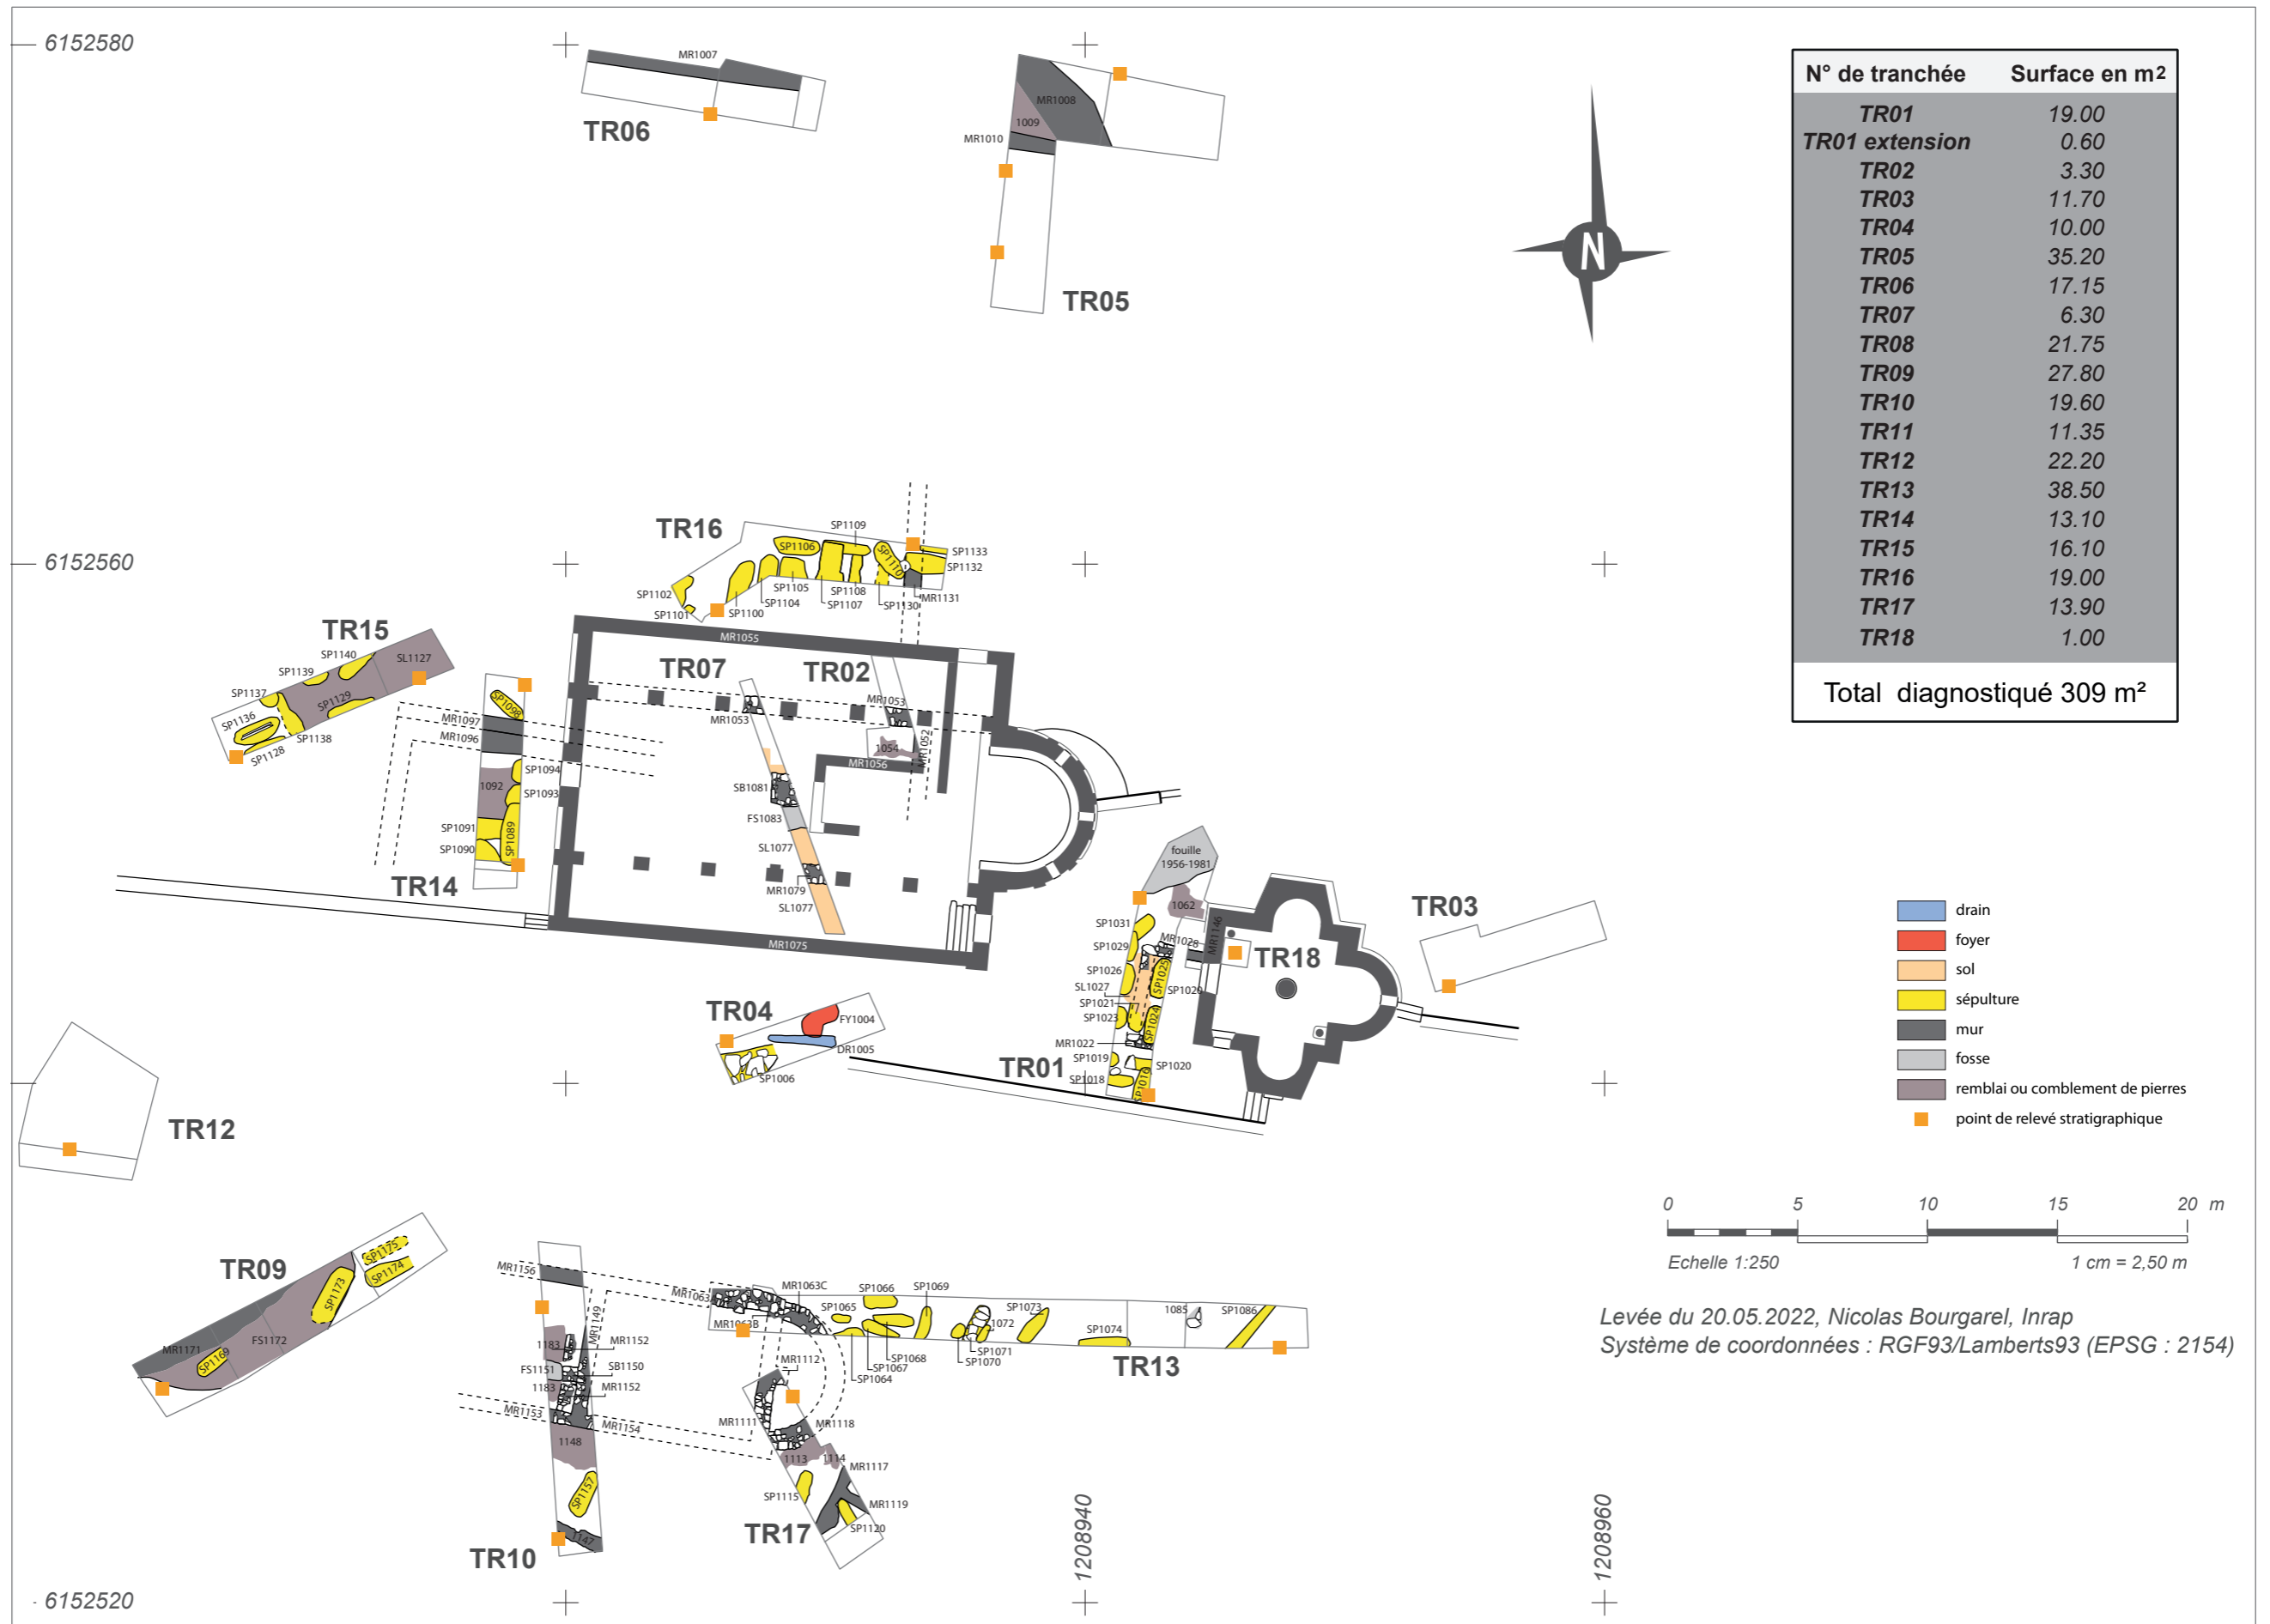 6152580
MR1007
TR06
MR1008
1009
MR1010
TR05
N
N° de tranchée Surface en m2
TR01 19.00
TR01 extension 0.60
TR02 3.30
TR03 11.70
TR04 10.00
TR05 35.20
TR06 17.15
TR07 6.30
TR08 21.75
TR09 27.80
TR10 19.60
TR11 11.35
TR12 22.20
TR13 38.50
TR14 13.10
TR15 16.10
TR16 19.00
TR17 13.90
TR18 1.00
Total diagnostiqué 309 m²
6152560
TR16
SP1109
SP1106
SP1110
SP1133
SP1132
SP1102
SP1105
SP1108
SP1104
SP1107
SP1130
MR1131
SP1101
SP1100
MR1055
TR15
SP1140
SL1127
SP1139
SP1137
SP1129
SP1136
SP1138
SP1128
TR07
TR02
MR1053
MR1053
1054
MR1052
MR1056
SP1098
MR1097
MR1096
SP1094
1092
SP1093
SP1091
SP1089
SP1090
TR14
SB1081
FS1083
SL1077
MR1079
SL1077
MR1075
fouille
1956-1981
1062
SP1031
MR1146
SP1029
MR1028
TR18
SP1026
SP1025
SL1027
SP1020
SP1021
SP1023
SP1024
MR1022
SP1019
SP1020
TR01
SP1018
SP1016
TR03
TR04
FY1004
DR1005
SP1006
TR12
drain
foyer
sol
sépulture
mur
fosse
remblai ou comblement de pierres
point de relevé stratigraphique
0 5 10 15 20 m
Echelle 1:250 1 cm = 2,50 m
Levée du 20.05.2022, Nicolas Bourgarel, Inrap
Système de coordonnées : RGF93/Lamberts93 (EPSG : 2154)
TR09
SP1175
SP1174
SP1173
FS1172
MR1171
SP1169
MR1156
MR1149
1183
MR1152
FS1151
SB1150
1183
MR1152
MR1153
MR1154
1148
SP1157
1147
TR10
MR1063
MR1063C
MR1063B
SP1065
SP1066
SP1069
SP1073
1085
SP1086
SP1074
1072
SP1071
SP1070
SP1068
SP1067
SP1064
TR13
MR1112
MR1111
MR1118
1113
1114
MR1117
SP1115
MR1119
SP1120
TR17
1208940
1208960
6152520